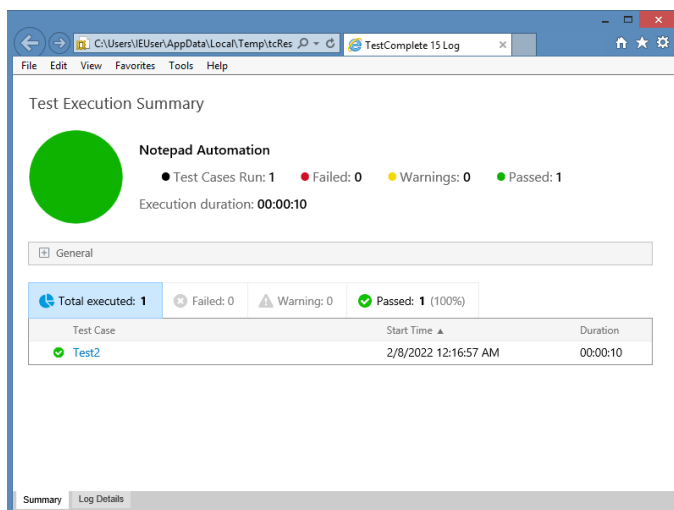 C:\Users\IEUser\AppData\Local\Temp\tcRes
TestComplete 15 Log
File Edit View Favorites Tools Help
Test Execution Summary
Notepad Automation
Test Cases Run: 1 Failed: 0 Warnings: 0 Passed: 1
Execution duration: 00:00:10
General
Total executed: 1 Failed: 0 Warning: 0 Passed: 1 (100%)
Test Case Start Time Duration
Test2 2/8/2022 12:16:57 AM 00:00:10
Summary Log Details